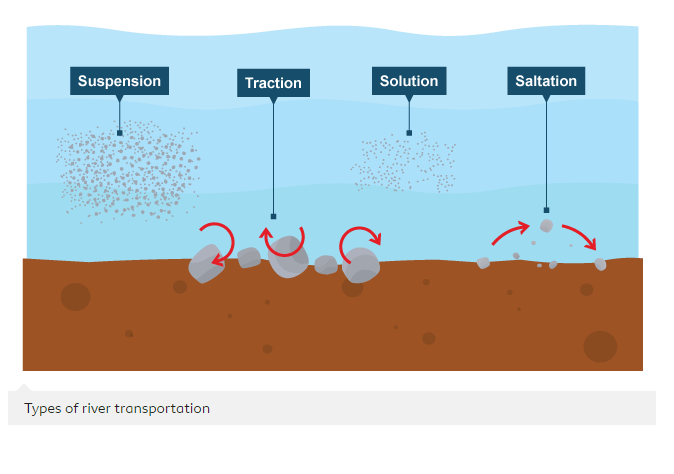 Suspension
Traction
Solution
Saltation
Types of river transportation